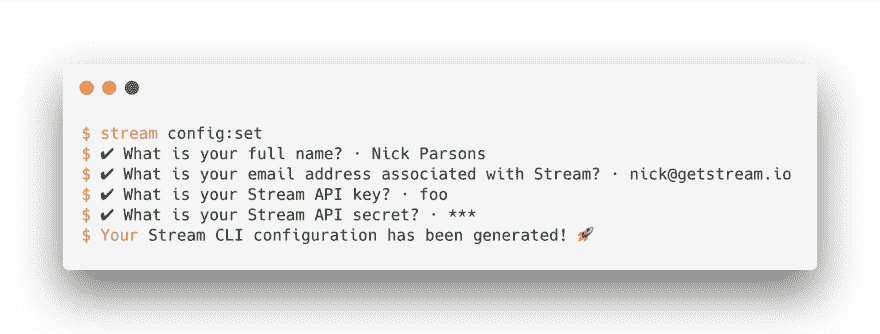 $ stream config:set
$ ✔ What is your full name? · Nick Parsons
$ ✔ What is your email address associated with Stream? · nick@getstream.io
$ ✔ What is your Stream API key? · foo
$ ✔ What is your Stream API secret? · ***
$ Your Stream CLI configuration has been generated! 🚀